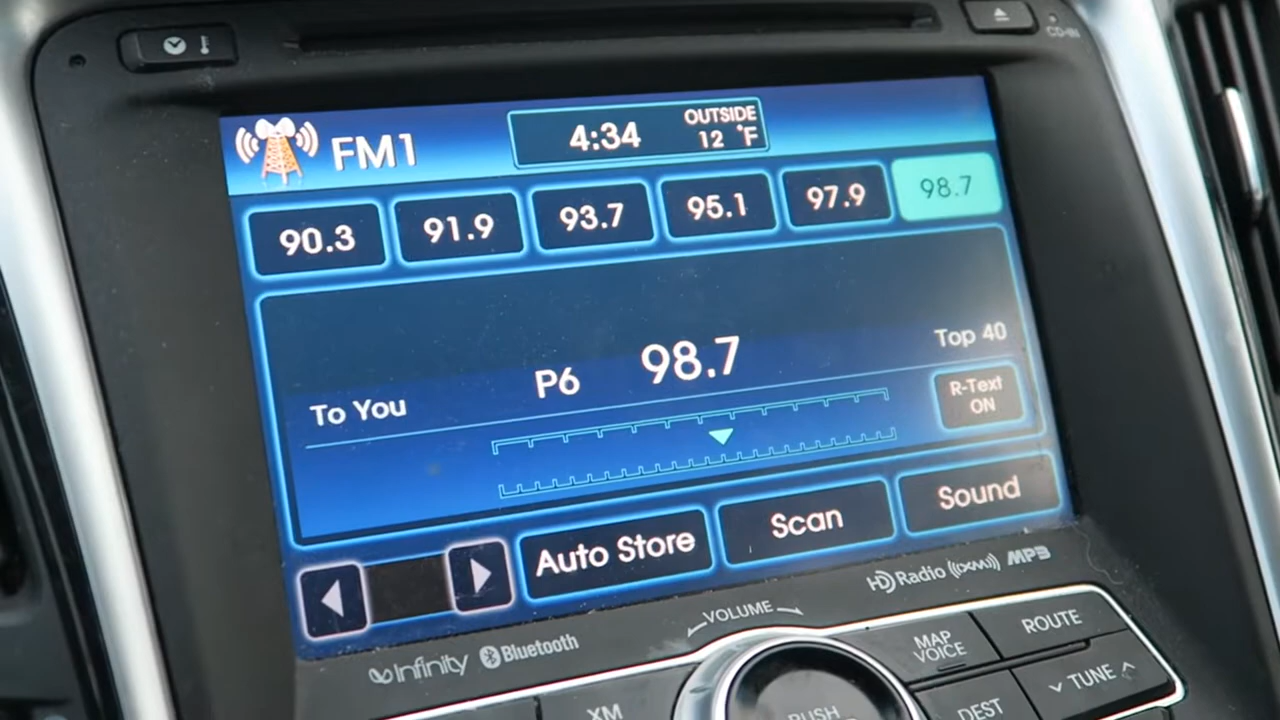 CD-IN
FM1
4:34
OUTSIDE
12 °F
90.3
91.9
93.7
95.1
97.9
98.7
Top 40
P6
98.7
To You
R-Text
ON
Auto Store
Scan
Sound
Infinity
Bluetooth
VOLUME
HD Radio
((XM))
MP3
MAP
VOICE
ROUTE
TUNE
XM
PUSH
DEST